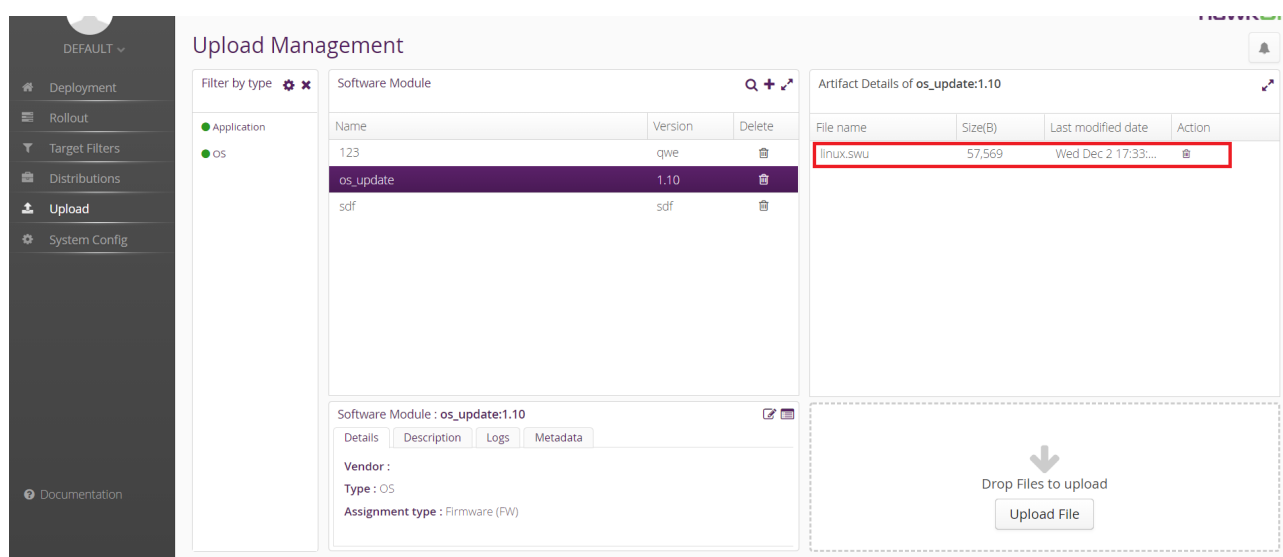 DEFAULT
Upload Management
Deployment
Rollout
Target Filters
Distributions
Upload
System Config
Documentation
Filter by type
Application
OS
Software Module
Name Version Delete
123 qwe
os_update 1.10
sdf sdf
Software Module : os_update:1.10
Details Description Logs Metadata
Vendor :
Type : OS
Assignment type : Firmware (FW)
Artifact Details of os_update:1.10
File name Size(B) Last modified date Action
linux.swu 57,569 Wed Dec 2 17:33:...
Drop Files to upload
Upload File